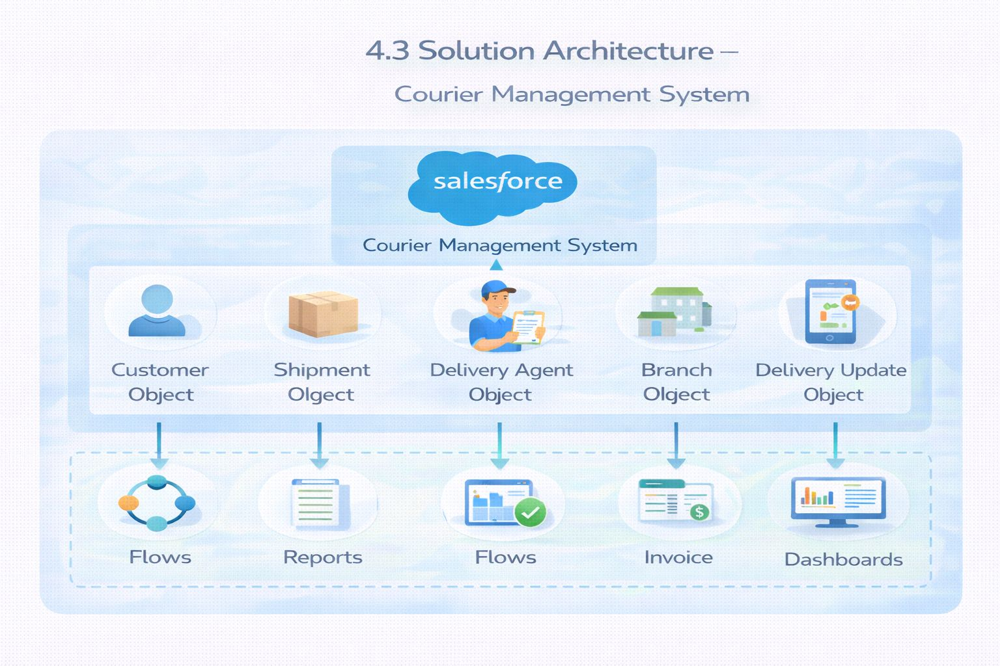 4.3 Solution Architecture –
Courier Management System
salesforce
Courier Management System
Customer
Object
Shipment
Olgect
Delivery Agent
Object
Branch
Olgect
Delivery Update
Object
Flows
Reports
Flows
$
Invoice
Dashboards